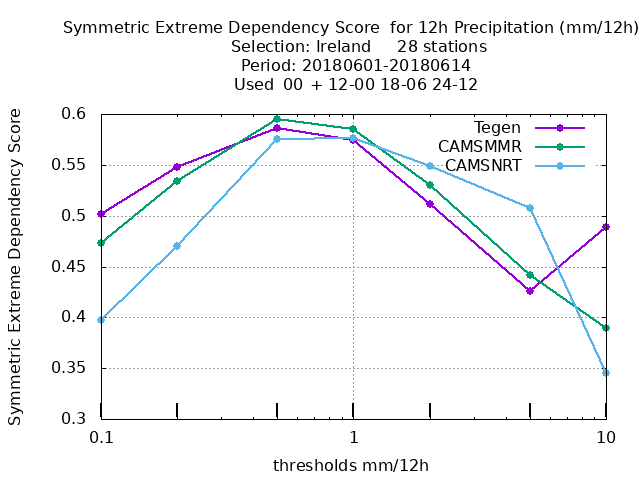 Symmetric Extreme Dependency Score  for 12h Precipitation (mm/12h)
Selection: Ireland     28 stations
Period: 20180601-20180614
Used  00  + 12-00 18-06 24-12
Symmetric Extreme Dependency Score
0.6
0.55
0.5
0.45
0.4
0.35
0.3
Tegen
CAMSMMR
CAMSNRT
0.1
1
10
thresholds mm/12h